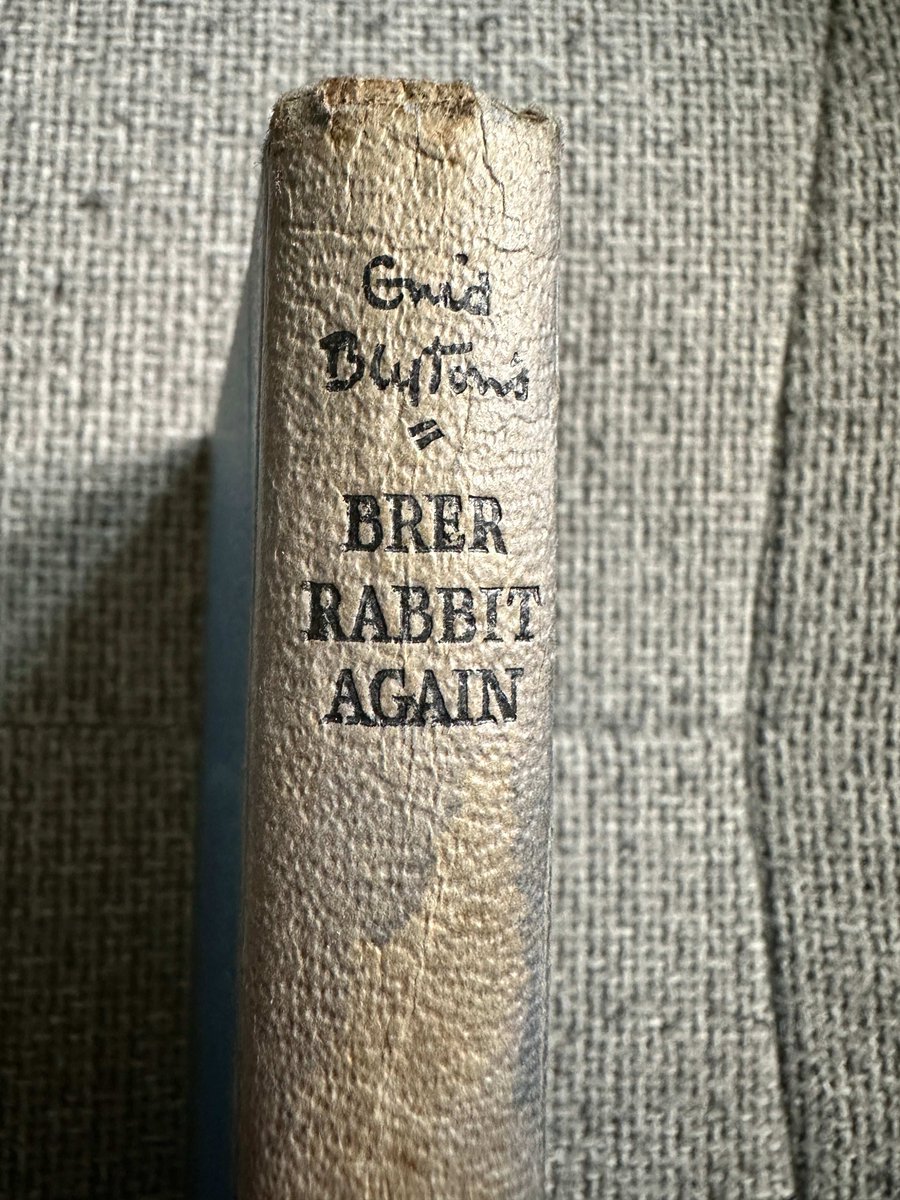 Enid
Blyton's
=
BRER
RABBIT
AGAIN